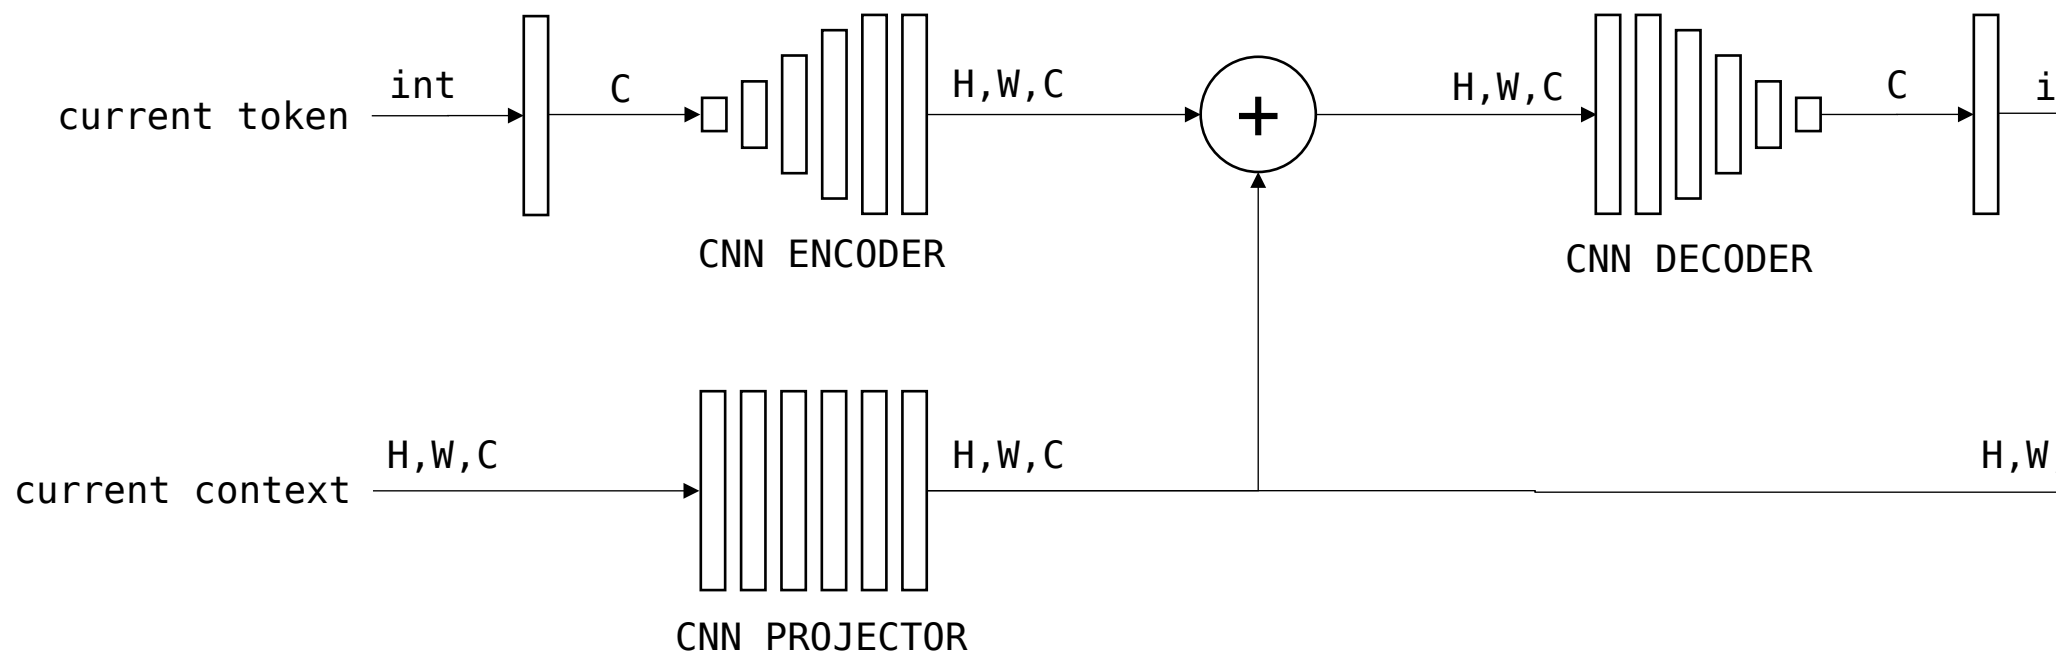 current token
int
C
H,W,C
H,W,C
C
i
CNN ENCODER
CNN DECODER
current context
H,W,C
H,W,C
H,W
CNN PROJECTOR